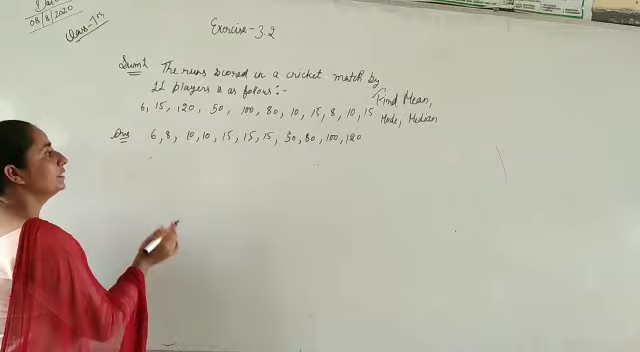 08/8/2020
Class-7th
Exercise-3.2
Sum1 The runs scored in a cricket match by
11 players is as follows:-
6, 15, 120, 50, 100, 80, 10, 15, 8, 10, 15 Find Mean,
Mode, Median
Ans 6, 8, 10, 10, 15, 15, 15, 50, 80, 100, 120